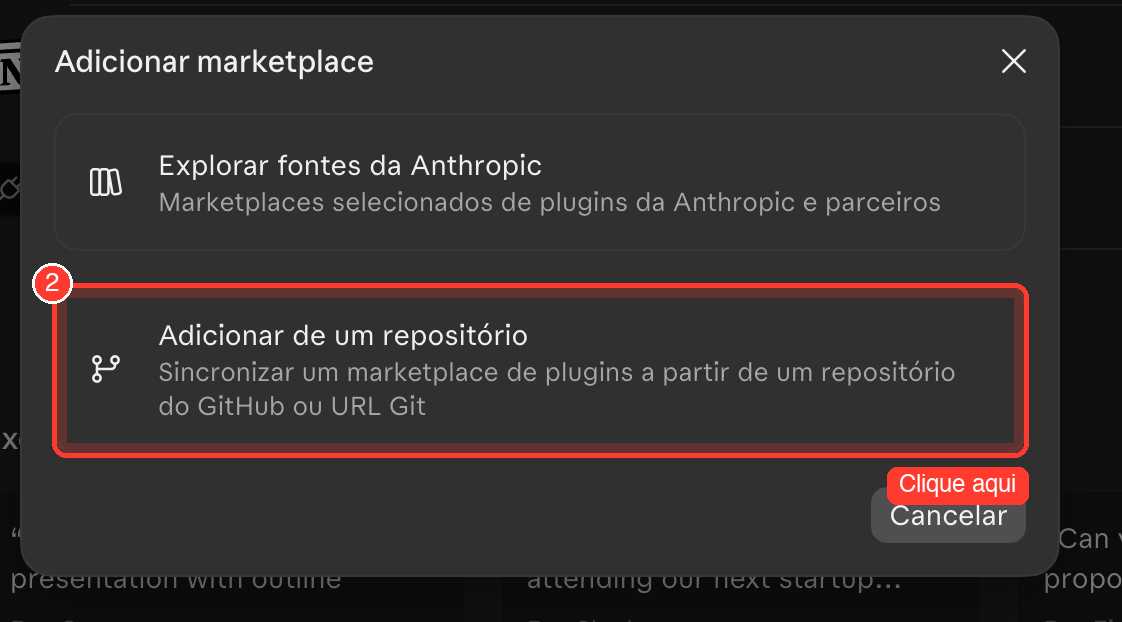 Adicionar marketplace
Explorar fontes da Anthropic
Marketplaces selecionados de plugins da Anthropic e parceiros
2
Adicionar de um repositório
Sincronizar um marketplace de plugins a partir de um repositório
do GitHub ou URL Git
Clique aqui
Cancelar
Can
presentation with outline
attending our next startup...